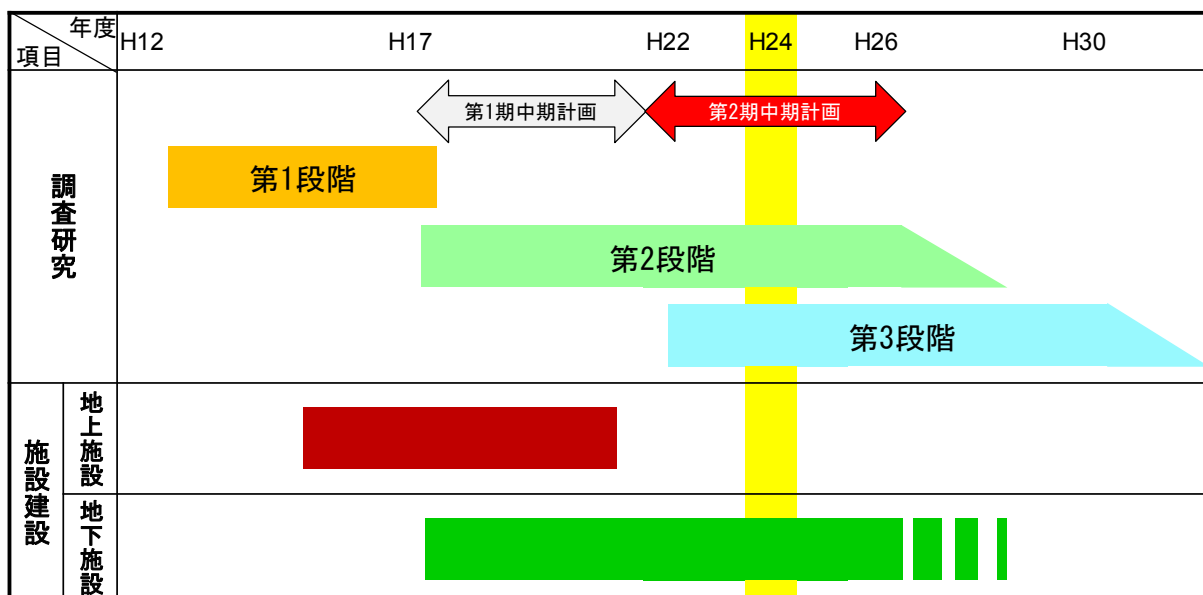 年度
項目
H12 H17 H22 H24 H26 H30
第1期中期計画 第2期中期計画
調査研究
第1段階
第2段階
第3段階
施設建設
地上施設
地下施設